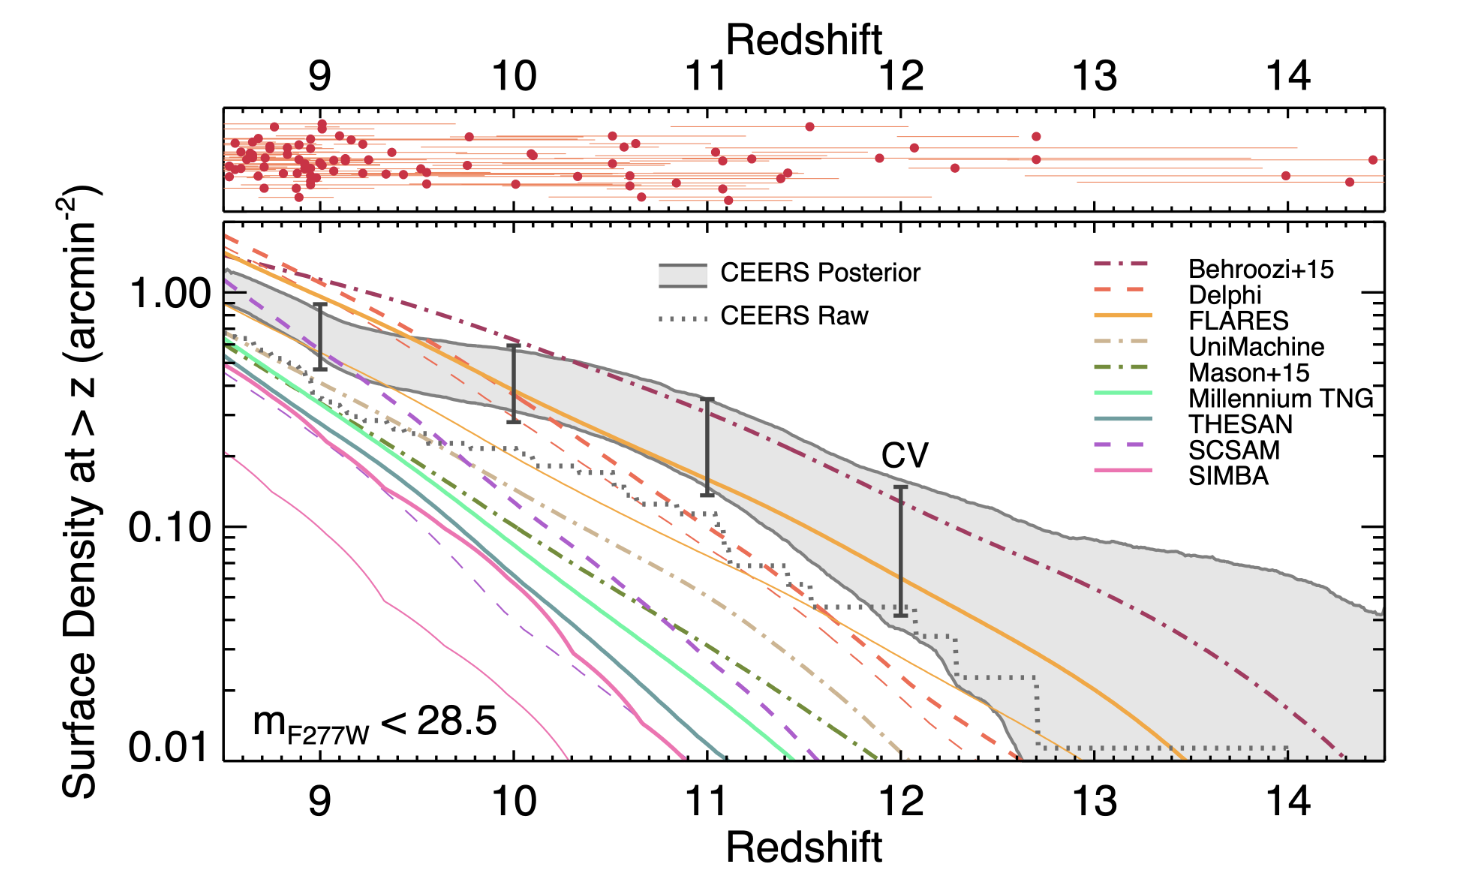 Redshift
9 10 11 12 13 14
Surface Density at > z (arcmin⁻²)
1.00
0.10
0.01
CEERS Posterior
CEERS Raw
CV
Behroozi+15
Delphi
FLARES
UniMachine
Mason+15
Millennium TNG
THESAN
SCSAM
SIMBA
m_F277W < 28.5
9 10 11 12 13 14
Redshift